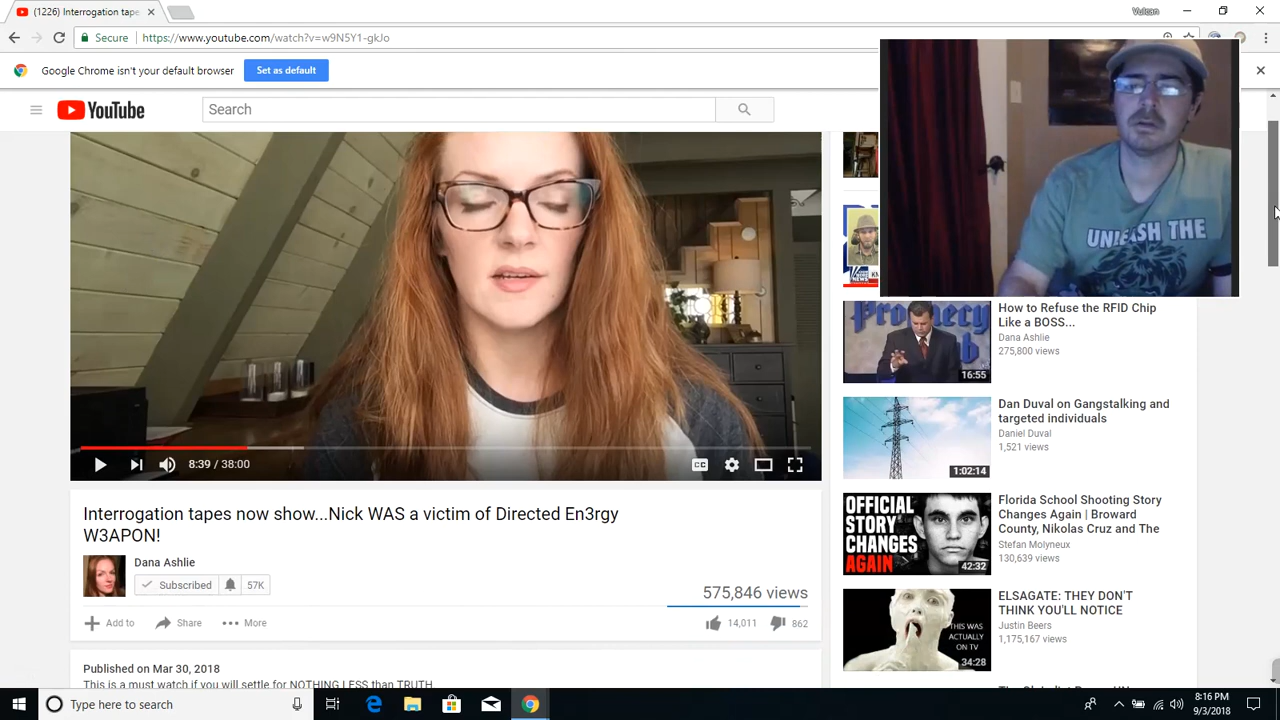 (1226) Interrogation tape
Vulcan
Secure
https://www.youtube.com/watch?v=w9N5Y1-gkJo
Google Chrome isn't your default browser
Set as default
YouTube
Search
UNLEASH THE
8:39 / 38:00
CC
Interrogation tapes now show...Nick WAS a victim of Directed En3rgy
W3APON!
Dana Ashlie
Subscribed
57K
575,846 views
Add to
Share
More
14,011
862
Published on Mar 30, 2018
This is a must watch if you will settle for NOTHING LESS than TRUTH
How to Refuse the RFID Chip
Like a BOSS...
Dana Ashlie
275,800 views
Prophecy
16:55
Dan Duval on Gangstalking and
targeted individuals
Daniel Duval
1,521 views
1:02:14
OFFICIAL
STORY
CHANGES
AGAIN
42:32
Florida School Shooting Story
Changes Again | Broward
County, Nikolas Cruz and The
Stefan Molyneux
130,639 views
THIS WAS
ACTUALLY
ON TV
34:28
ELSAGATE: THEY DON'T
THINK YOU'LL NOTICE
Justin Beers
1,175,167 views
Type here to search
8:16 PM
9/3/2018